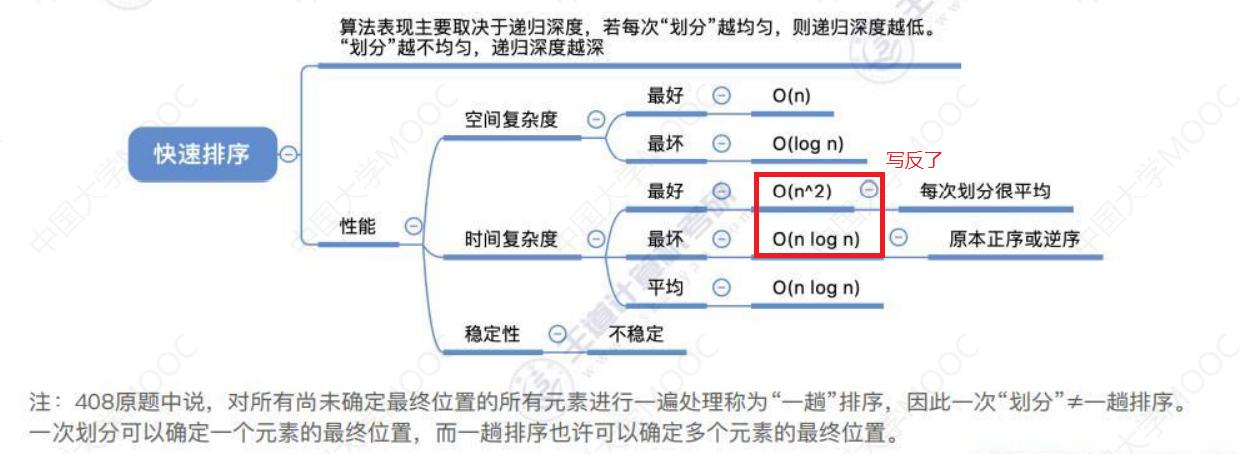 算法表现主要取决于递归深度，若每次“划分”越均匀，则递归深度越低。
“划分”越不均匀，递归深度越深
快速排序
性能
空间复杂度
最好
O(n)
最坏
O(log n)
写反了
时间复杂度
最好
O(n^2)
每次划分很平均
最坏
O(n log n)
原本正序或逆序
平均
O(n log n)
稳定性
不稳定
注：408原题中说，对所有尚未确定最终位置的所有元素进行一遍处理称为“一趟”排序，因此一次“划分”≠一趟排序。
一次划分可以确定一个元素的最终位置，而一趟排序也许可以确定多个元素的最终位置。
中国大学MOOC
王道计算机考研